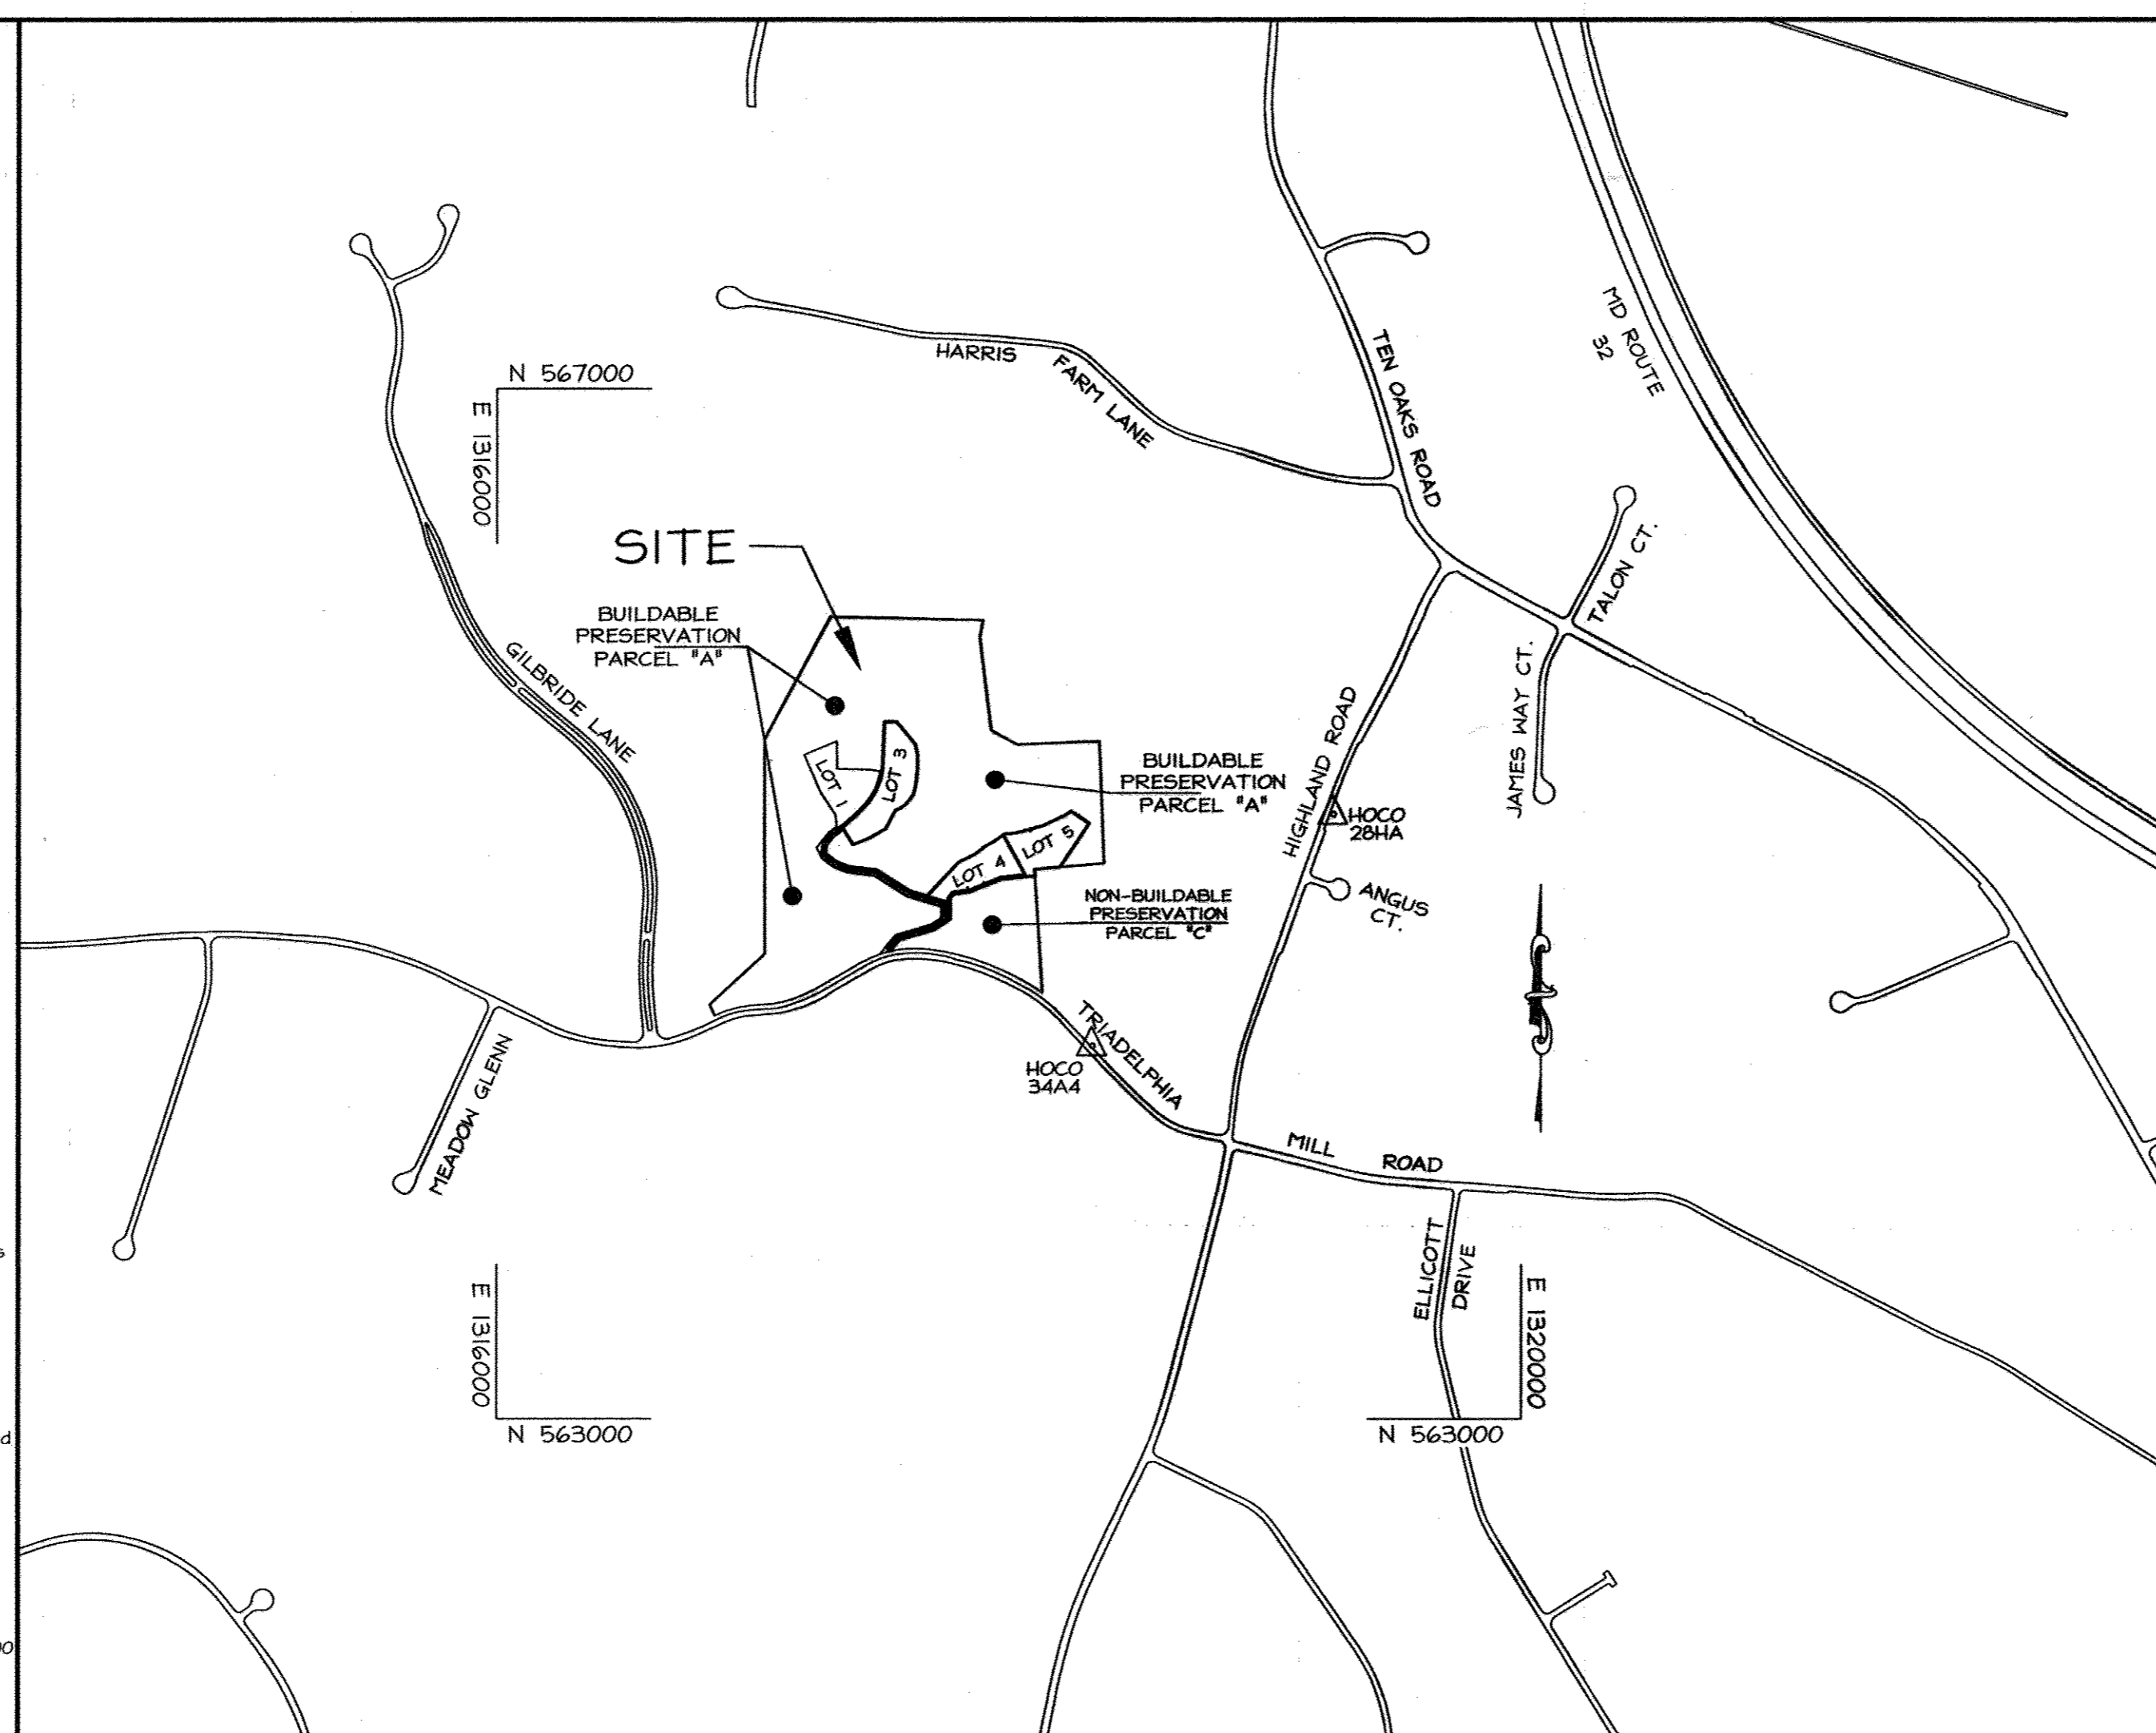 HARRIS
FARM LANE
TEN OAKS ROAD
MD ROUTE
32
N 567000
E 1316000
SITE
TALON CT.
BUILDABLE
PRESERVATION
PARCEL "A"
GILBRIDE LANE
JAMES WAY CT.
HIGHLAND ROAD
LOT 1
LOT 3
BUILDABLE
PRESERVATION
PARCEL "A"
HOCO
28HA
LOT 4
LOT 5
NON-BUILDABLE
PRESERVATION
PARCEL "C"
ANGUS
CT.
TRIADELPHIA
HOCO
34A4
MEADOW GLENN
MILL
ROAD
ELLICOTT
DRIVE
s
E 1316000
N 563000
E 1320000
N 563000
d
00